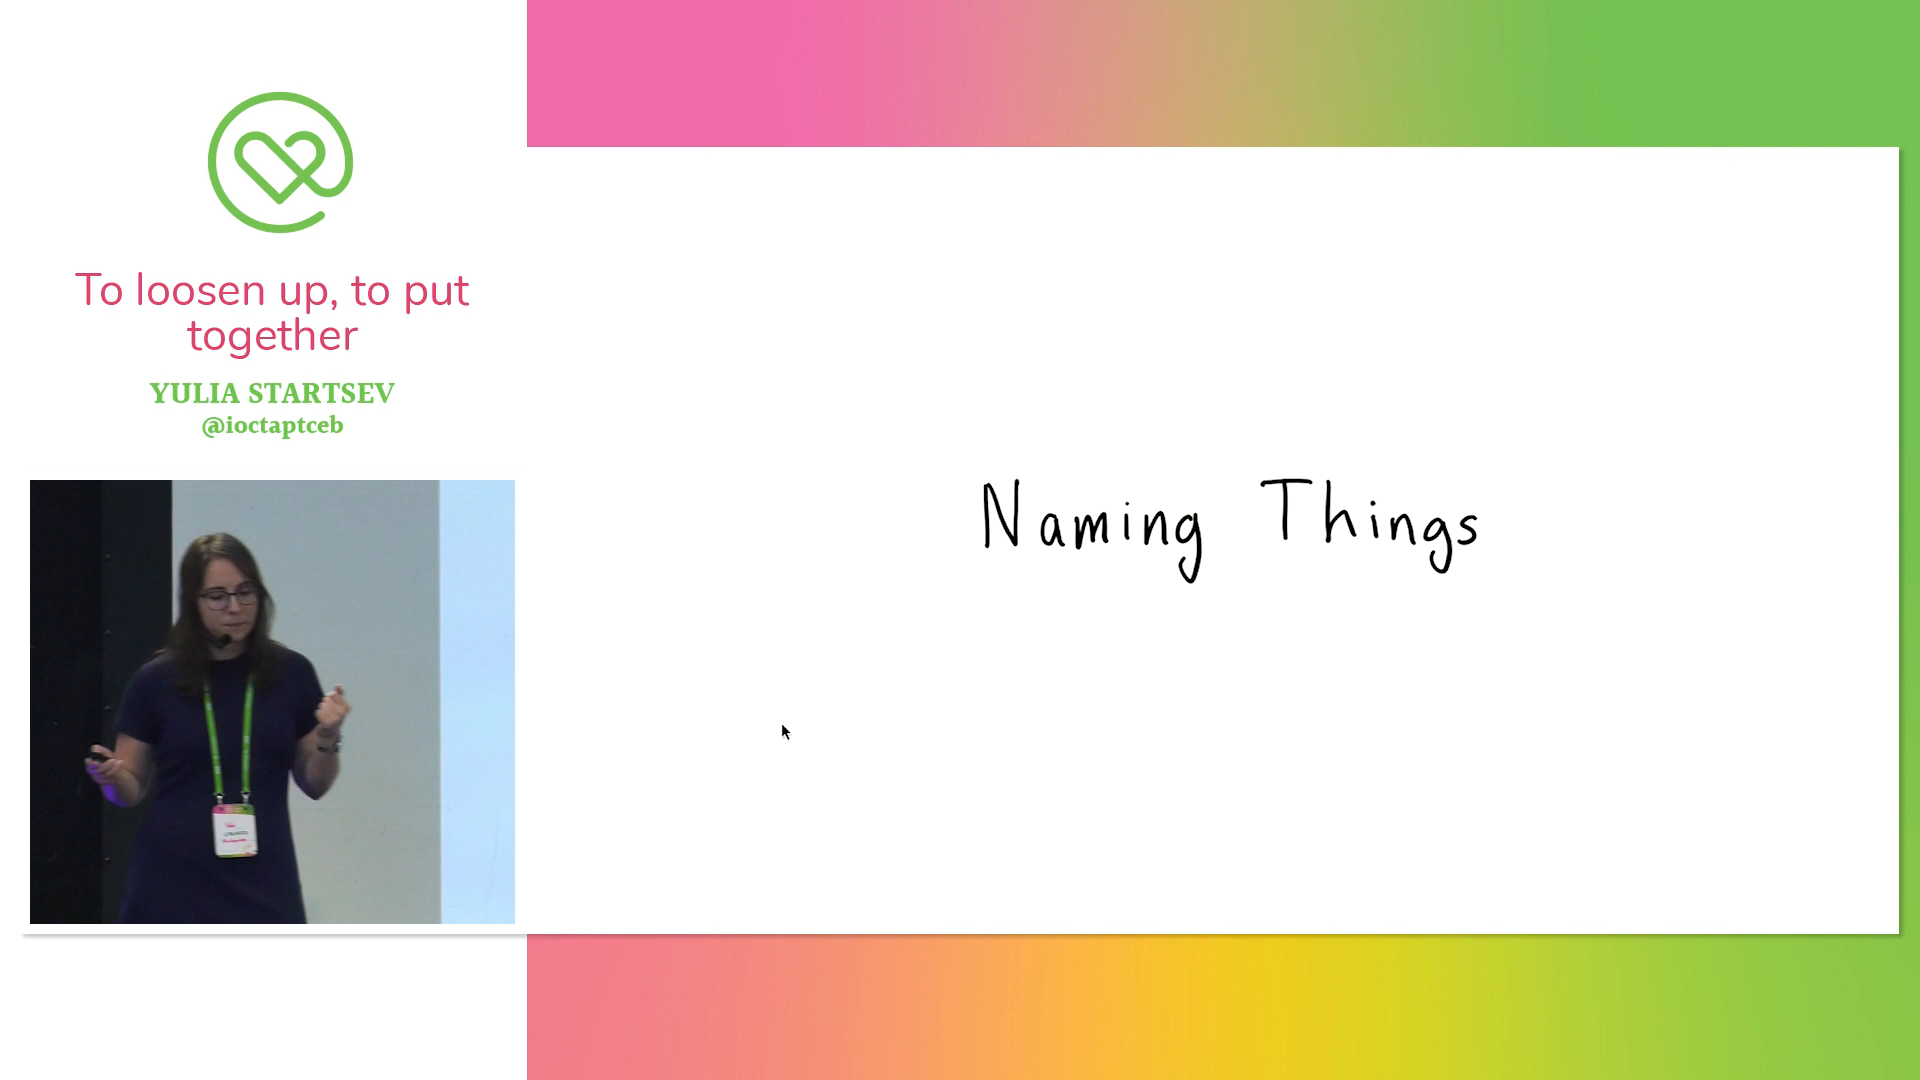 To loosen up, to put
together
YULIA STARTSEV
@ioctaptceb
Naming Things